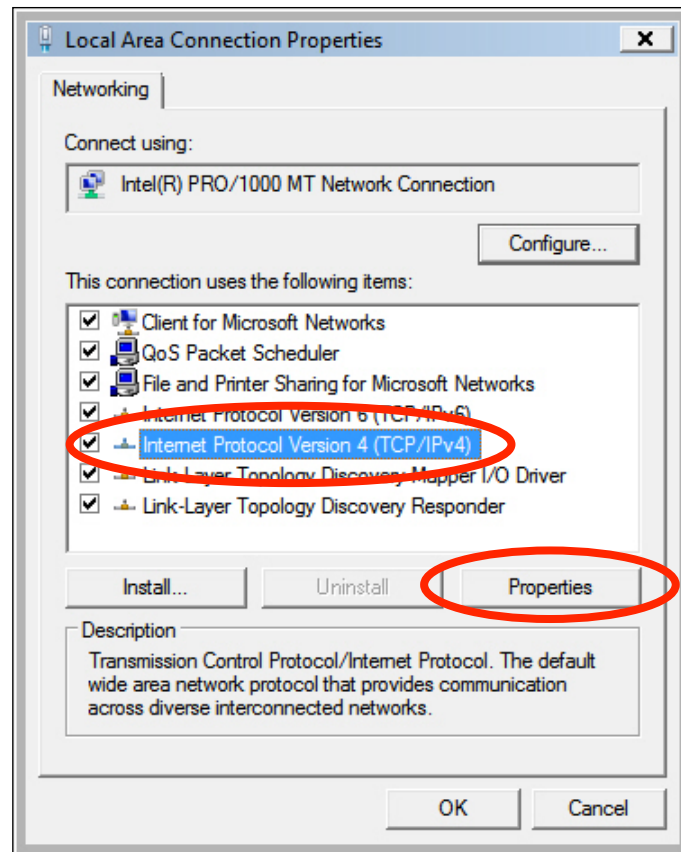 Local Area Connection Properties
Networking
Connect using:
Intel(R) PRO/1000 MT Network Connection
Configure...
This connection uses the following items:
Client for Microsoft Networks
QoS Packet Scheduler
File and Printer Sharing for Microsoft Networks
Internet Protocol Version 6 (TCP/IPv6)
Internet Protocol Version 4 (TCP/IPv4)
Link-Layer Topology Discovery Mapper I/O Driver
Link-Layer Topology Discovery Responder
Install... Uninstall Properties
Description
Transmission Control Protocol/Internet Protocol. The default
wide area network protocol that provides communication
across diverse interconnected networks.
OK Cancel